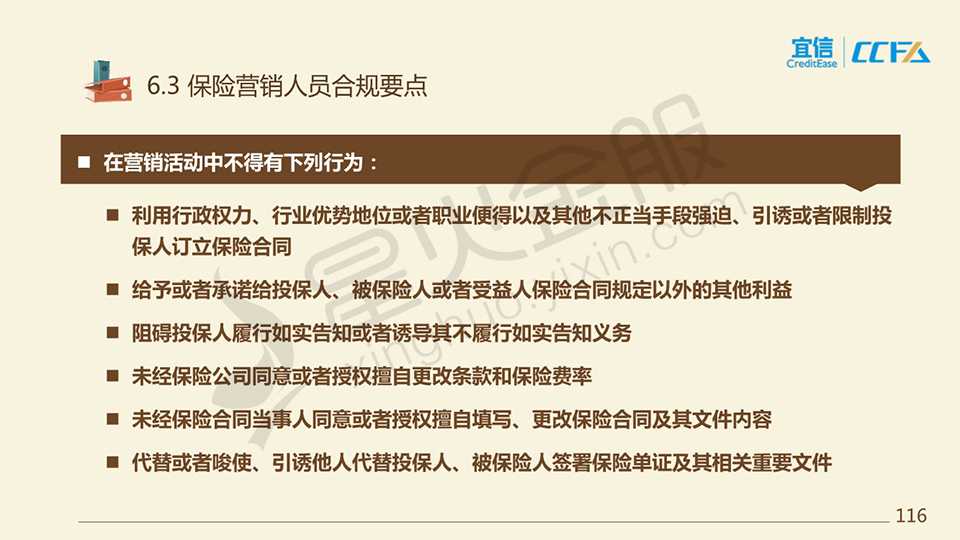 宜信
CreditEase
CCFA
6.3 保险营销人员合规要点
在营销活动中不得有下列行为：
利用行政权力、行业优势地位或者职业便得以及其他不正当手段强迫、引诱或者限制投
保人订立保险合同
给予或者承诺给投保人、被保险人或者受益人保险合同规定以外的其他利益
阻碍投保人履行如实告知或者诱导其不履行如实告知义务
未经保险公司同意或者授权擅自更改条款和保险费率
未经保险合同当事人同意或者授权擅自填写、更改保险合同及其文件内容
代替或者唆使、引诱他人代替投保人、被保险人签署保险单证及其相关重要文件
星火金服
xinghuo.yixin.com
116